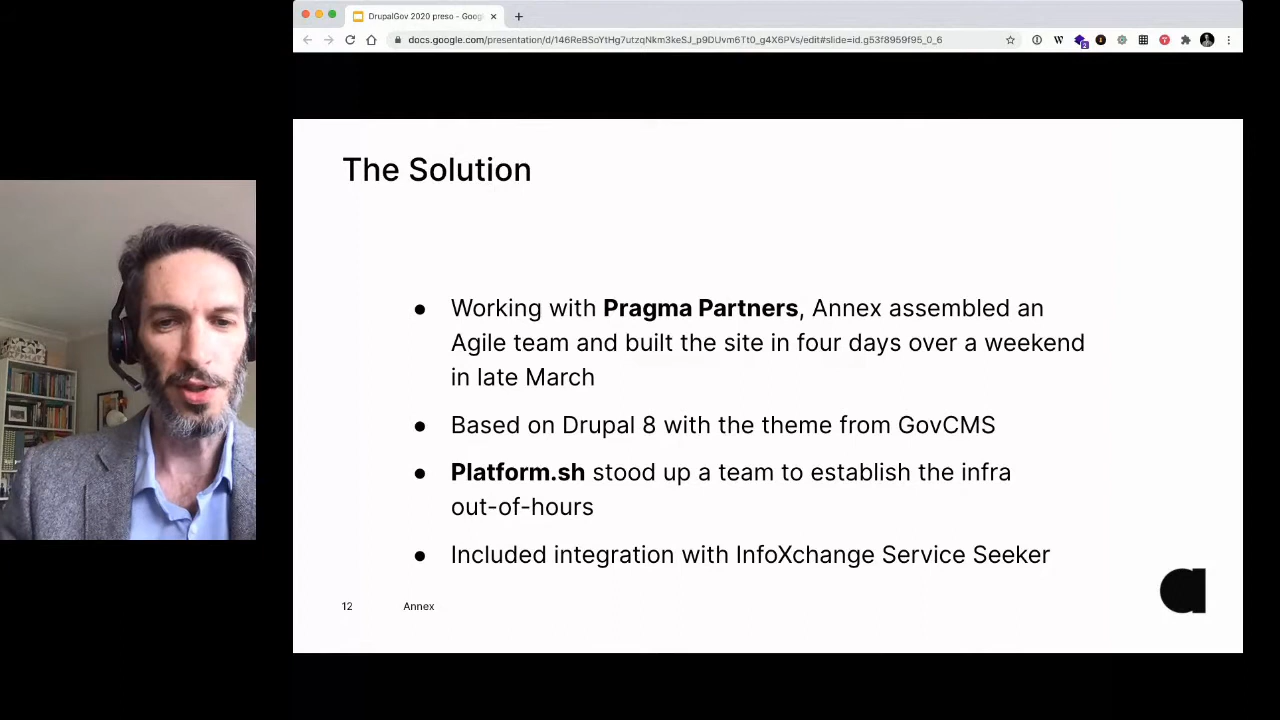 DrupalGov 2020 preso - Goog
docs.google.com/presentation/d/146ReBSoYtHg7utzqNkm3keSJ_p9DUvm6Tt0_g4X6PVs/edit#slide=id.g53f8959f95_0_6
The Solution
● Working with Pragma Partners, Annex assembled an
Agile team and built the site in four days over a weekend
in late March
● Based on Drupal 8 with the theme from GovCMS
● Platform.sh stood up a team to establish the infra
out-of-hours
● Included integration with InfoXchange Service Seeker
12 Annex